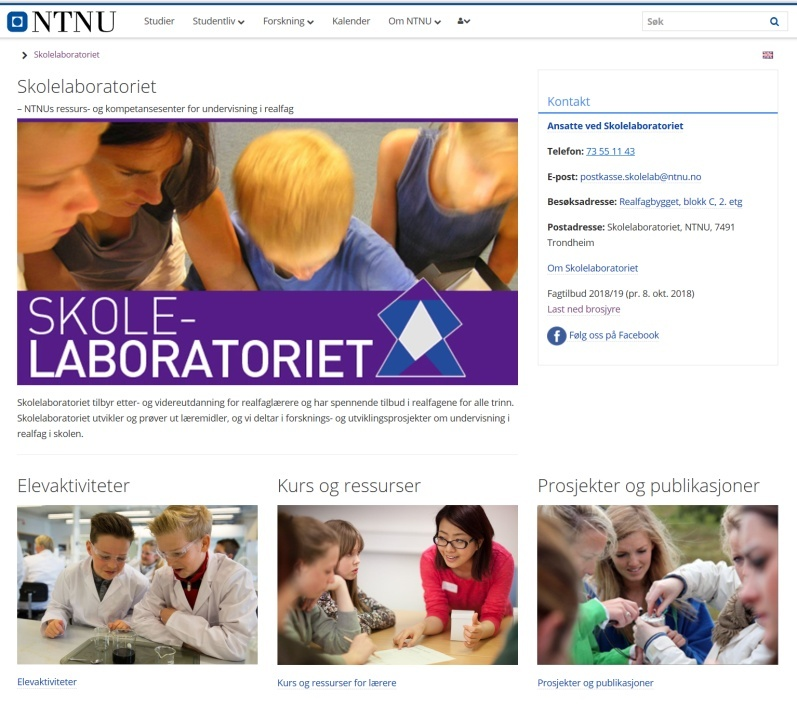 NTNU
Studier
Studentliv
Forskning
Kalender
Om NTNU
Søk
Skolelaboratoriet
Skolelaboratoriet
– NTNUs ressurs- og kompetansesenter for undervisning i realfag
SKOLE-
LABORATORIET
Skolelaboratoriet tilbyr etter- og videreutdanning for realfaglærere og har spennende tilbud i realfagene for alle trinn.
Skolelaboratoriet utvikler og prøver ut læremidler, og vi deltar i forsknings- og utviklingsprosjekter om undervisning i
realfag i skolen.
Kontakt
Ansatte ved Skolelaboratoriet
Telefon: 73 55 11 43
E-post: postkasse.skolelab@ntnu.no
Besøksadresse: Realfagbygget, blokk C, 2. etg
Postadresse: Skolelaboratoriet, NTNU, 7491
Trondheim
Om Skolelaboratoriet
Fagtilbud 2018/19 (pr. 8. okt. 2018)
Last ned brosjyre
Følg oss på Facebook
Elevaktiviteter
Elevaktiviteter
Kurs og ressurser
Kurs og ressurser for lærere
Prosjekter og publikasjoner
Prosjekter og publikasjoner